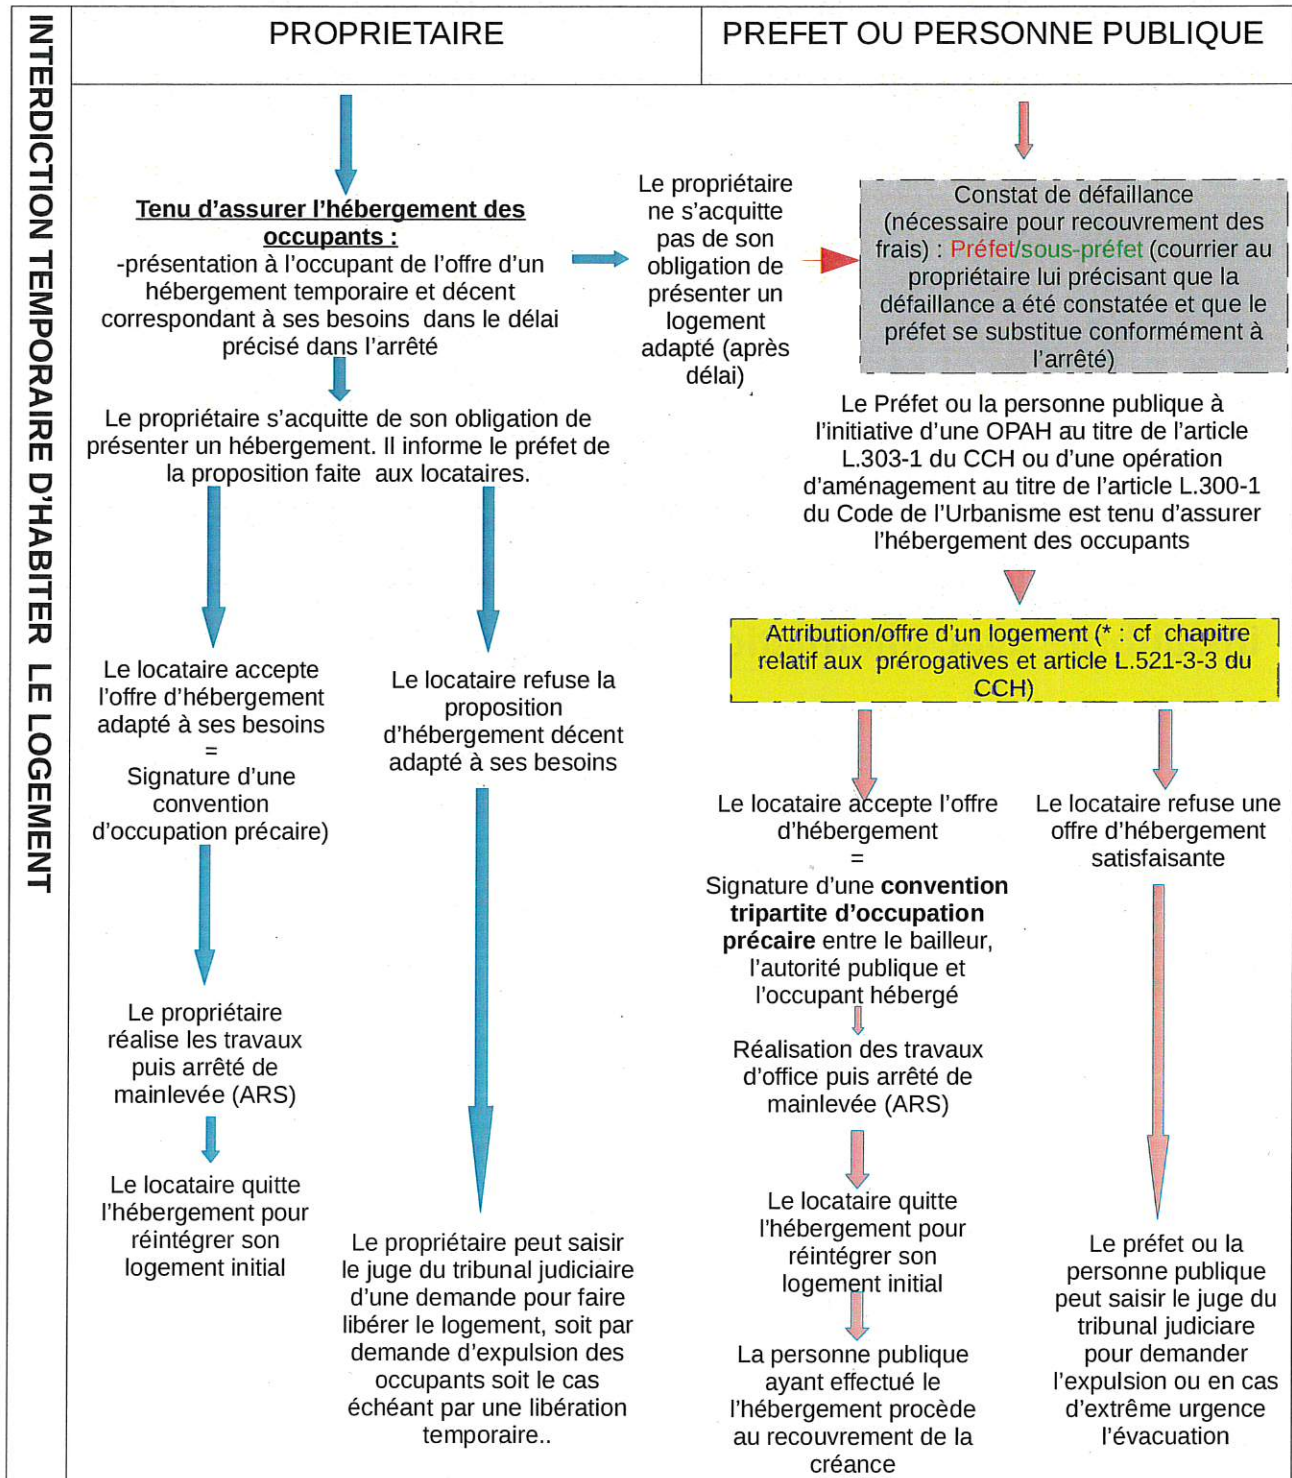 INTERDICTION TEMPORAIRE D'HABITER LE LOGEMENT
PROPRIETAIRE
PREFET OU PERSONNE PUBLIQUE
Tenu d'assurer l'hébergement des
occupants :
-présentation à l'occupant de l'offre d'un
hébergement temporaire et décent
correspondant à ses besoins dans le délai
précisé dans l'arrêté
Le propriétaire
ne s'acquitte
pas de son
obligation de
présenter un
logement
adapté (après
délai)
Constat de défaillance
(nécessaire pour recouvrement des
frais) : Préfet/sous-préfet (courrier au
propriétaire lui précisant que la
défaillance a été constatée et que le
préfet se substitue conformément à
l'arrêté)
Le propriétaire s'acquitte de son obligation de
présenter un hébergement. Il informe le préfet de
la proposition faite aux locataires.
Le Préfet ou la personne publique à
l'initiative d'une OPAH au titre de l'article
L.303-1 du CCH ou d'une opération
d'aménagement au titre de l'article L.300-1
du Code de l'Urbanisme est tenu d'assurer
l'hébergement des occupants
Attribution/offre d'un logement (* : cf chapitre
relatif aux prérogatives et article L.521-3-3 du
CCH)
Le locataire accepte
l'offre d'hébergement
adapté à ses besoins
=
Signature d'une
convention
d'occupation précaire)
Le locataire refuse la
proposition
d'hébergement décent
adapté à ses besoins
Le locataire accepte l'offre
d'hébergement
=
Signature d'une convention
tripartite d'occupation
précaire entre le bailleur,
l'autorité publique et
l'occupant hébergé
Le locataire refuse une
offre d'hébergement
satisfaisante
Le propriétaire
réalise les travaux
puis arrêté de
mainlevée (ARS)
Réalisation des travaux
d'office puis arrêté de
mainlevée (ARS)
Le locataire quitte
l'hébergement pour
réintégrer son
logement initial
Le propriétaire peut saisir
le juge du tribunal judiciaire
d'une demande pour faire
libérer le logement, soit par
demande d'expulsion des
occupants soit le cas
échéant par une libération
temporaire..
Le locataire quitte
l'hébergement pour
réintégrer son
logement initial
La personne publique
ayant effectué le
l'hébergement procède
au recouvrement de la
créance
Le préfet ou la
personne publique
peut saisir le juge du
tribunal judiciare
pour demander
l'expulsion ou en cas
d'extrême urgence
l'évacuation